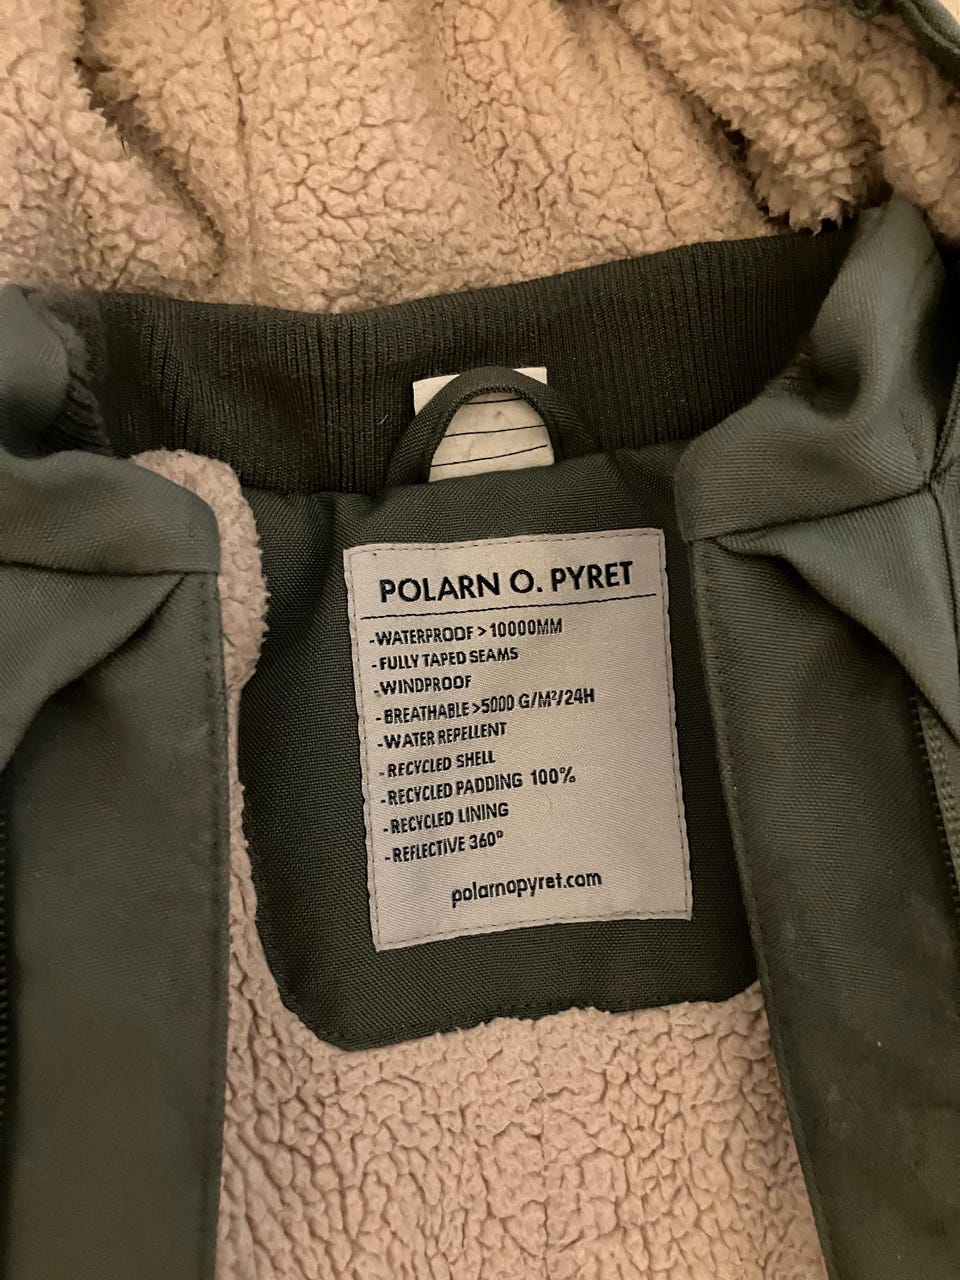 POLARN O. PYRET
-WATERPROOF > 10000MM
-FULLY TAPED SEAMS
-WINDPROOF
-BREATHABLE >5000 G/M²/24H
-WATER REPELLENT
-RECYCLED SHELL
-RECYCLED PADDING 100%
-RECYCLED LINING
-REFLECTIVE 360°
polarnopyret.com